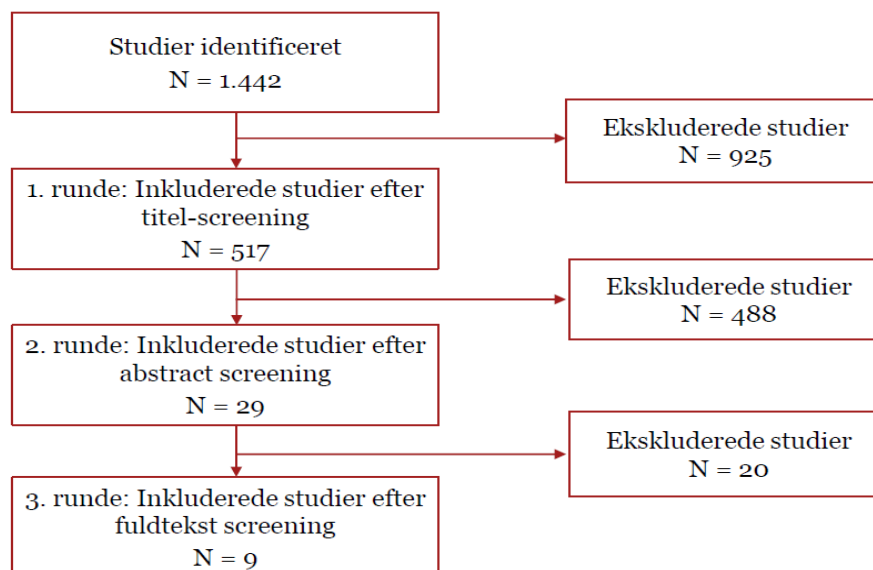 Studier identificeret
N = 1.442
Ekskluderede studier
N = 925
1. runde: Inkluderede studier efter
titel-screening
N = 517
Ekskluderede studier
N = 488
2. runde: Inkluderede studier efter
abstract screening
N = 29
Ekskluderede studier
N = 20
3. runde: Inkluderede studier efter
fuldtekst screening
N = 9